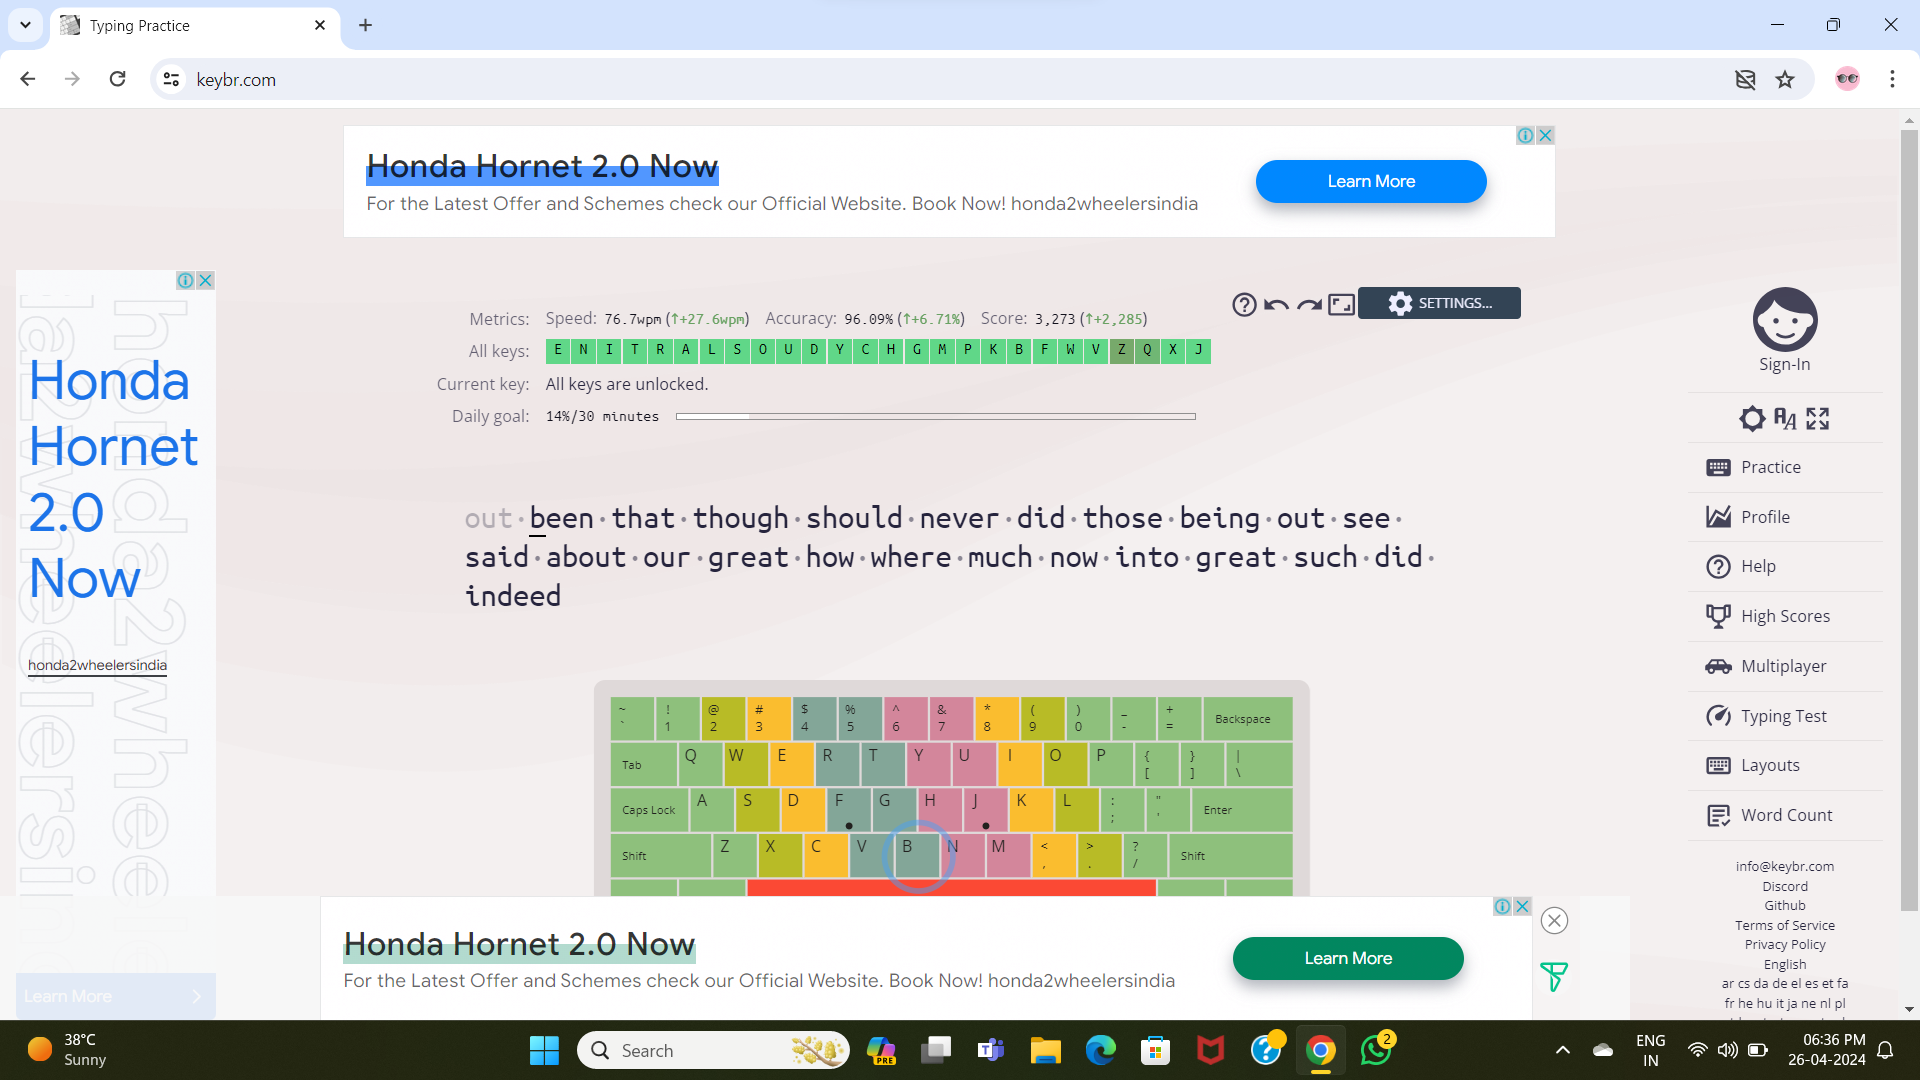 Typing Practice
keybr.com
Honda Hornet 2.0 Now
For the Latest Offer and Schemes check our Official Website. Book Now! honda2wheelersindia
Learn More
Honda
Hornet
2.0
Now
honda2wheelersindia
Learn More
SETTINGS...
Metrics: Speed: 76.7wpm (↑+27.6wpm) Accuracy: 96.09% (↑+6.71%) Score: 3,273 (↑+2,285)
All keys: E N I T R A L S O U D Y C H G M P K B F W V Z Q X J
Current key: All keys are unlocked.
Daily goal: 14%/30 minutes
out·been·that·though·should·never·did·those·being·out·see·
said·about·our·great·how·where·much·now·into·great·such·did·
indeed
~ ! @ # $ % ^ & * ( ) _ +
` 1 2 3 4 5 6 7 8 9 0 - = Backspace
Tab Q W E R T Y U I O P { [ } ] | \
Caps Lock A S D F G H J K L : ; " ' Enter
Shift Z X C V B N M < , > . ? / Shift
Sign-In
Practice
Profile
Help
High Scores
Multiplayer
Typing Test
Layouts
Word Count
info@keybr.com
Discord
Github
Terms of Service
Privacy Policy
English
ar cs da de el es et fa
fr he hu it ja ne nl pl
Honda Hornet 2.0 Now
For the Latest Offer and Schemes check our Official Website. Book Now! honda2wheelersindia
Learn More
38°C
Sunny
Search
PRE
2
ENG
IN
06:36 PM
26-04-2024